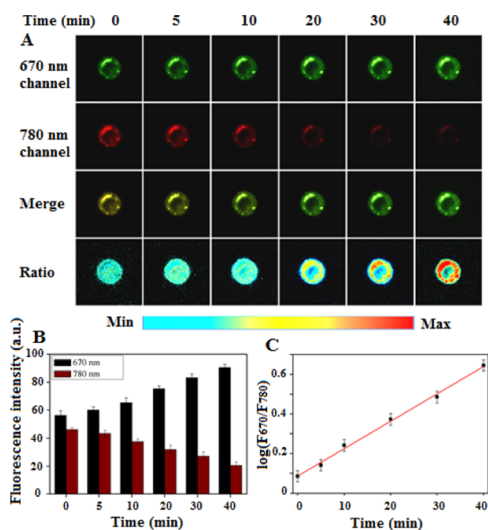 Time (min) 0 5 10 20 30 40
A
670 nm
channel
780 nm
channel
Merge
Ratio
Min Max
B
Fluorescence intensity (a.u.)
100
80
60
40
20
0
670 nm
780 nm
0 5 10 20 30 40
Time (min)
C
log(F670/F780)
0.6
0.4
0.2
0
0 10 20 30 40
Time (min)